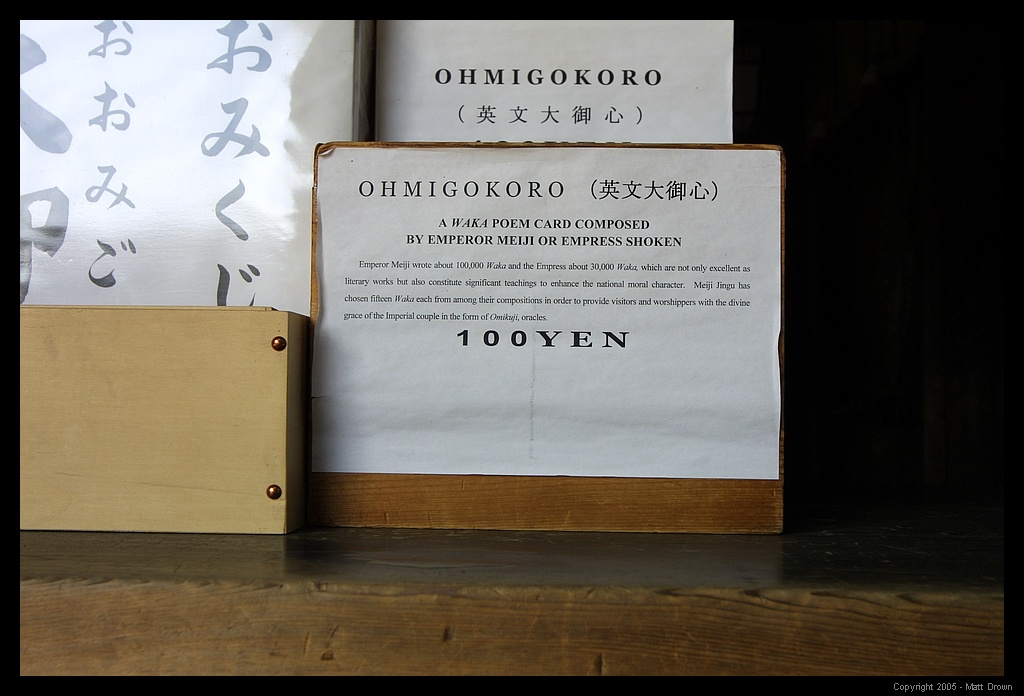 おみくじ
おおみご
OHMIGOKORO
(英文大御心)
OHMIGOKORO （英文大御心）
A WAKA POEM CARD COMPOSED
BY EMPEROR MEIJI OR EMPRESS SHOKEN
Emperor Meiji wrote about 100,000 Waka and the Empress about 30,000 Waka, which are not only excellent as
literary works but also constitute significant teachings to enhance the national moral character. Meiji Jingu has
chosen fifteen Waka each from among their compositions in order to provide visitors and worshippers with the divine
grace of the Imperial couple in the form of Omikuji, oracles.
100YEN
Copyright 2005 - Matt Drown